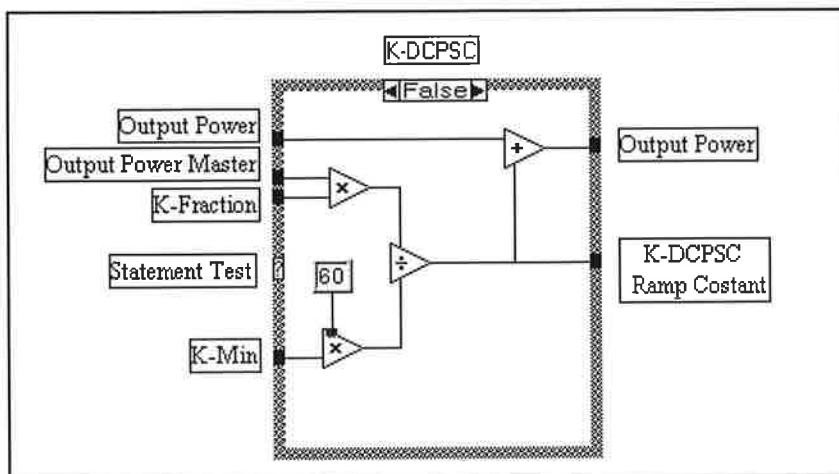 K-DCPSC
False
Output Power
+
Output Power
Output Power Master
×
K-Fraction
Statement Test
?
÷
K-DCPSC
Ramp Costant
60
×
K-Min